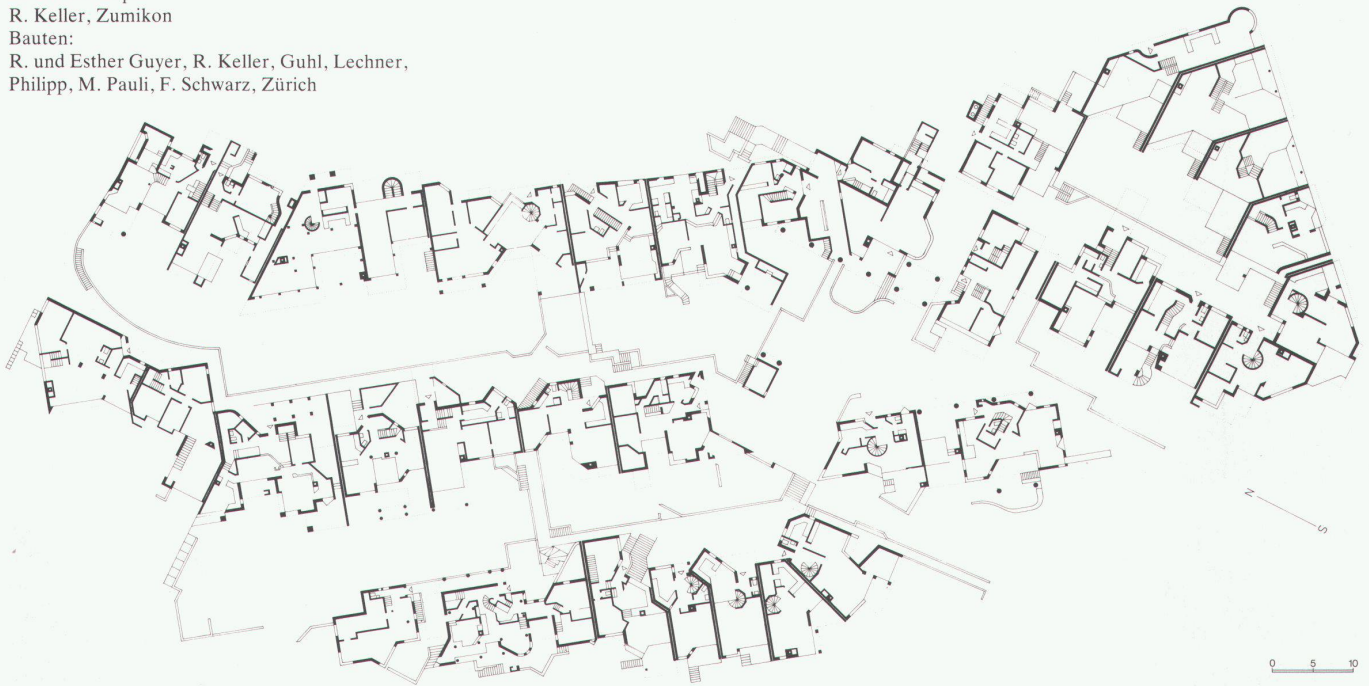 R. Keller, Zumikon
Bauten:
R. und Esther Guyer, R. Keller, Guhl, Lechner,
Philipp, M. Pauli, F. Schwarz, Zürich
N
S
0 5 10